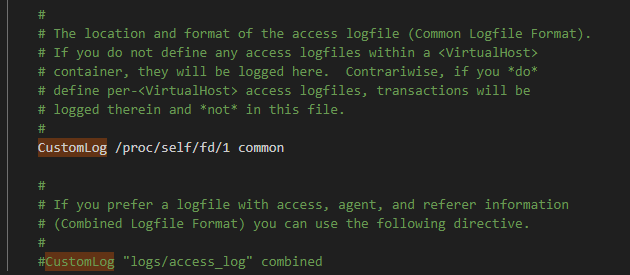 #
# The location and format of the access logfile (Common Logfile Format).
# If you do not define any access logfiles within a <VirtualHost>
# container, they will be logged here.  Contrariwise, if you *do*
# define per-<VirtualHost> access logfiles, transactions will be
# logged therein and *not* in this file.
#
CustomLog /proc/self/fd/1 common
#
# If you prefer a logfile with access, agent, and referer information
# (Combined Logfile Format) you can use the following directive.
#
#CustomLog "logs/access_log" combined